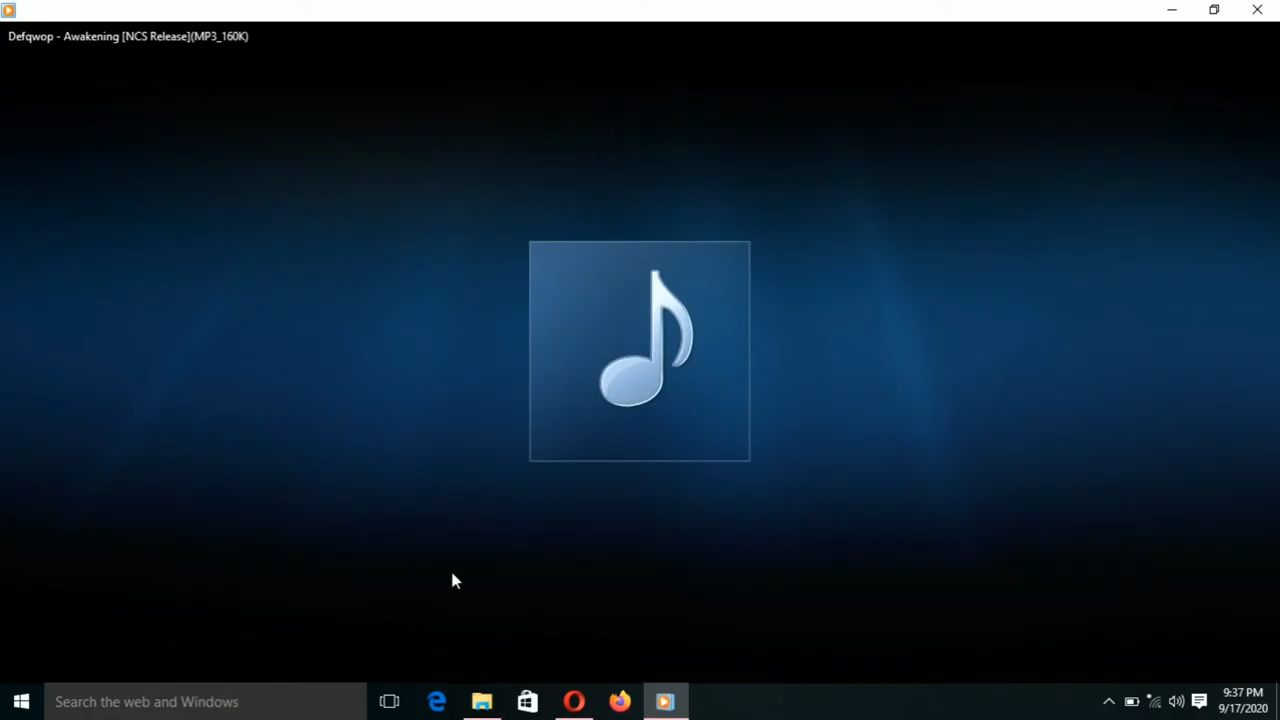 Defqwop - Awakening [NCS Release](MP3_160K)
Search the web and Windows
9:37 PM
9/17/2020